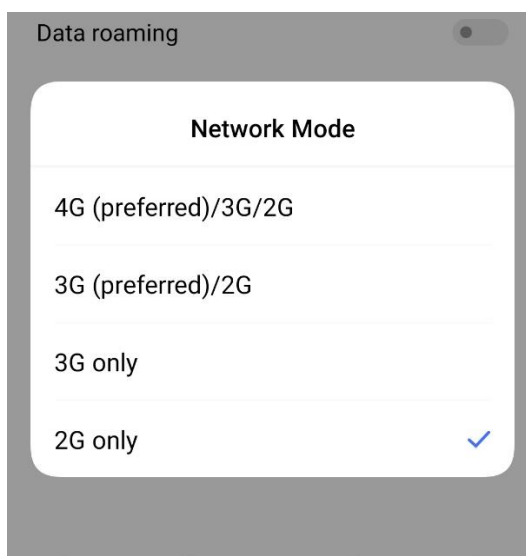 Data roaming
Network Mode
4G (preferred)/3G/2G
3G (preferred)/2G
3G only
2G only